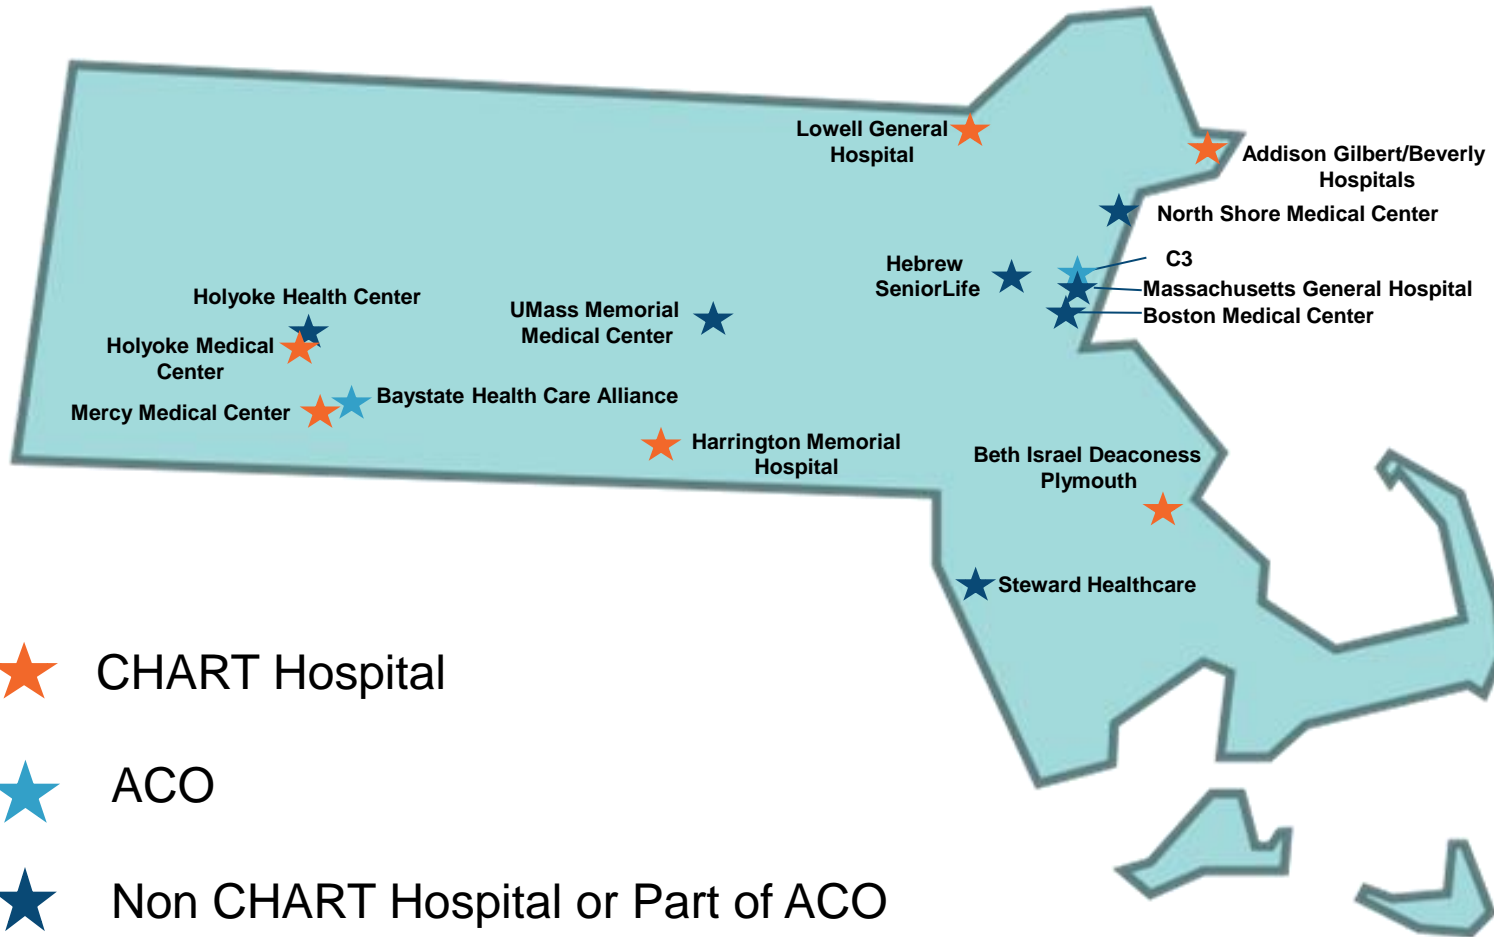 Lowell General
Hospital
Addison Gilbert/Beverly
Hospitals
North Shore Medical Center
Hebrew
SeniorLife
C3
Massachusetts General Hospital
Boston Medical Center
Holyoke Health Center
UMass Memorial
Medical Center
Holyoke Medical
Center
Baystate Health Care Alliance
Mercy Medical Center
Harrington Memorial
Hospital
Beth Israel Deaconess
Plymouth
Steward Healthcare
CHART Hospital
ACO
Non CHART Hospital or Part of ACO